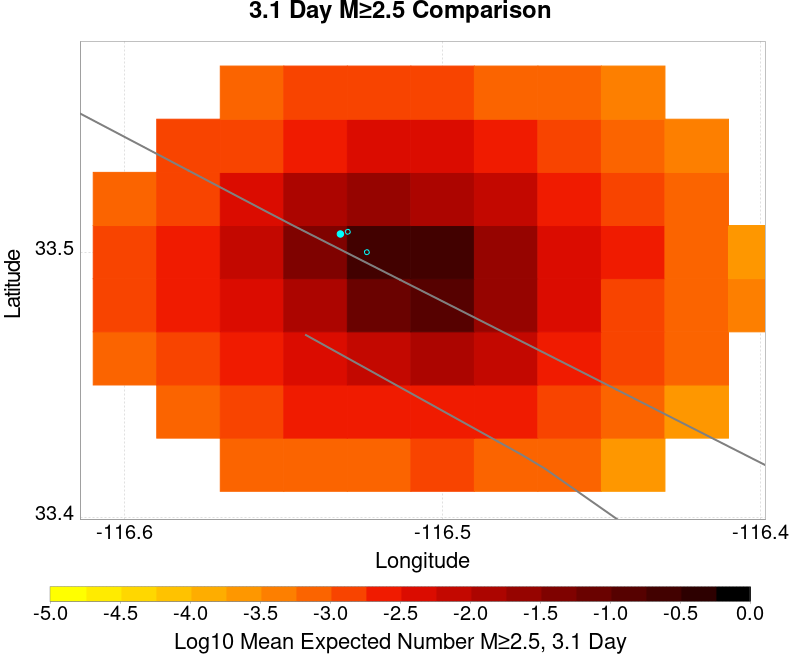 3.1 Day M≥2.5 Comparison
Latitude
33.5
33.4
-116.6 -116.5 -116.4
Longitude
-5.0 -4.5 -4.0 -3.5 -3.0 -2.5 -2.0 -1.5 -1.0 -0.5 0.0
Log10 Mean Expected Number M≥2.5, 3.1 Day